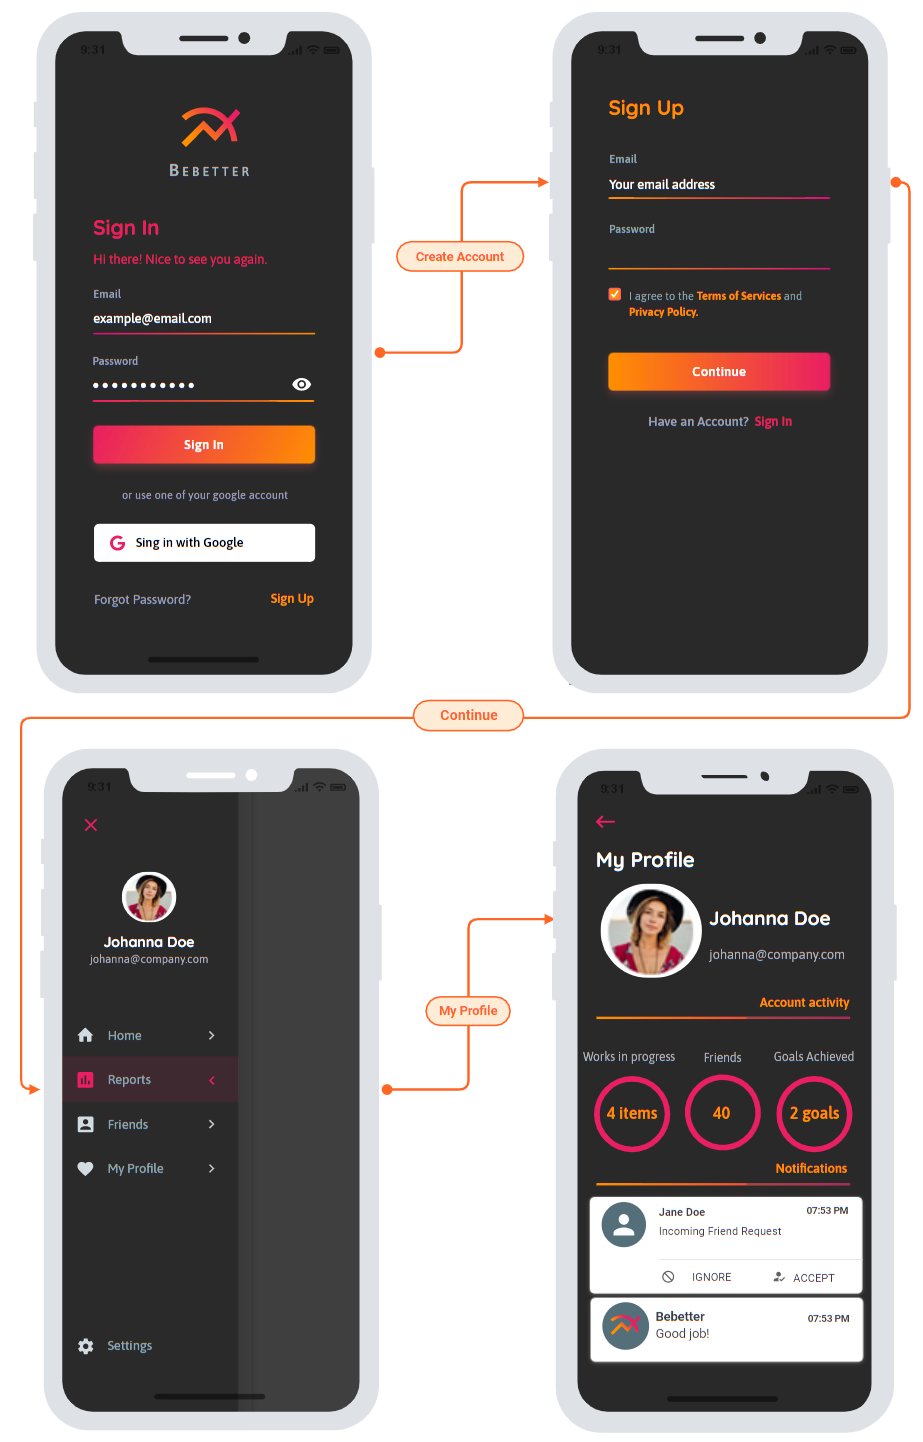 9:31
BEBETTER
Sign In
Hi there! Nice to see you again.
Email
example@email.com
Password
Sign In
or use one of your google account
Sing in with Google
Forgot Password?
Sign Up
Create Account
9:31
Sign Up
Email
Your email address
Password
I agree to the Terms of Services and
Privacy Policy.
Continue
Have an Account? Sign In
Continue
9:31
Johanna Doe
johanna@company.com
Home
Reports
Friends
My Profile
Settings
My Profile
9:31
My Profile
Johanna Doe
johanna@company.com
Account activity
Works in progress
Friends
Goals Achieved
4 items
40
2 goals
Notifications
Jane Doe
07:53 PM
Incoming Friend Request
IGNORE
ACCEPT
Bebetter
07:53 PM
Good job!